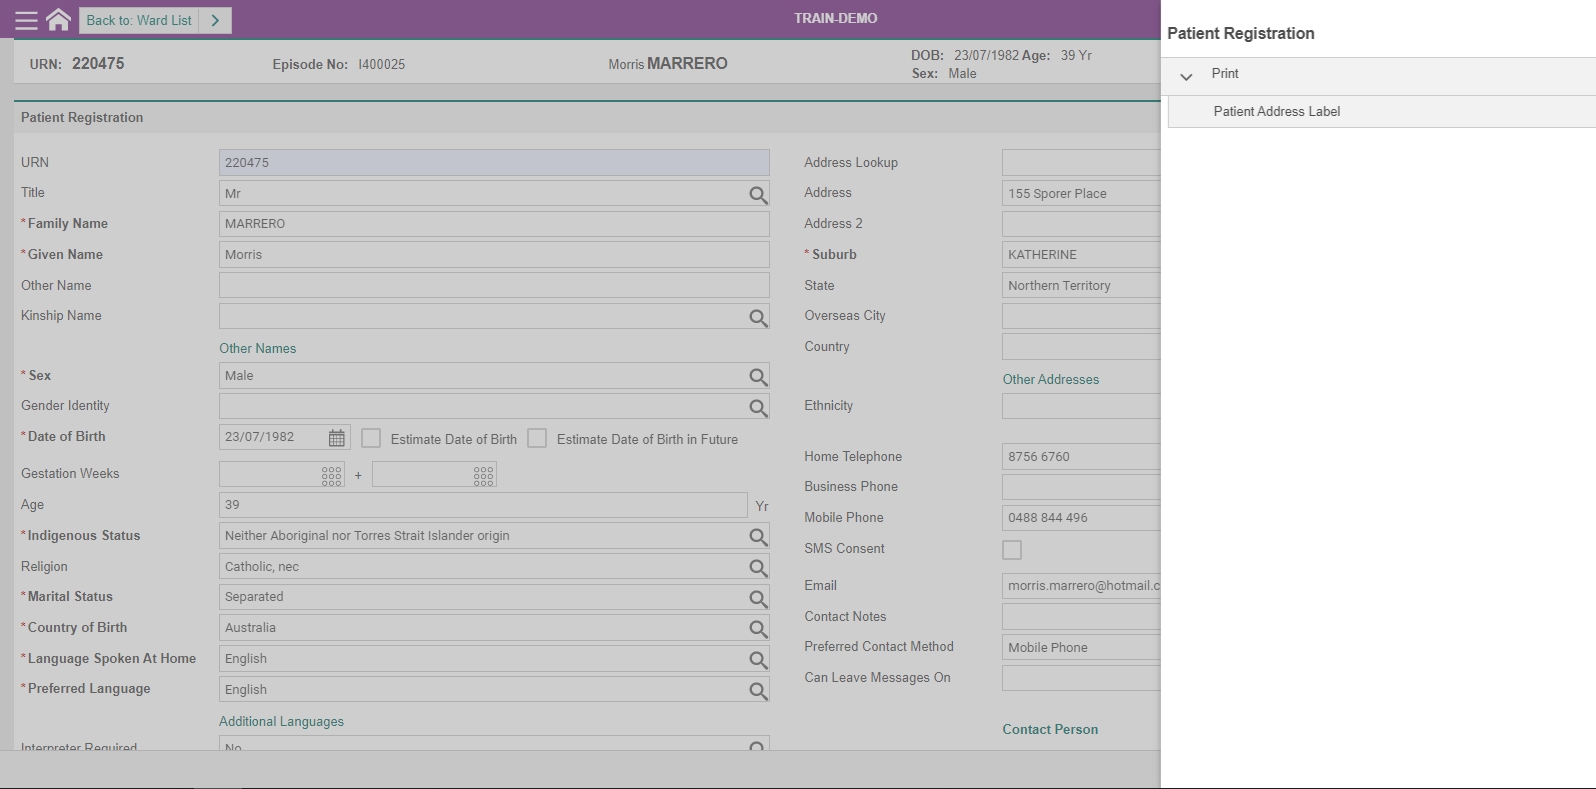 Back to: Ward List
TRAIN-DEMO
URN: 220475
Episode No: I400025
Morris MARRERO
DOB: 23/07/1982 Age: 39 Yr
Sex: Male
Patient Registration
URN 220475
Title Mr
*Family Name MARRERO
*Given Name Morris
Other Name
Kinship Name
Other Names
*Sex Male
Gender Identity
*Date of Birth 23/07/1982 Estimate Date of Birth Estimate Date of Birth in Future
Gestation Weeks +
Age 39 Yr
*Indigenous Status Neither Aboriginal nor Torres Strait Islander origin
Religion Catholic, nec
*Marital Status Separated
*Country of Birth Australia
*Language Spoken At Home English
*Preferred Language English
Additional Languages
Interpreter Required No
Address Lookup
Address 155 Sporer Place
Address 2
*Suburb KATHERINE
State Northern Territory
Overseas City
Country
Other Addresses
Ethnicity
Home Telephone 8756 6760
Business Phone
Mobile Phone 0488 844 496
SMS Consent
Email morris.marrero@hotmail.c
Contact Notes
Preferred Contact Method Mobile Phone
Can Leave Messages On
Contact Person
Patient Registration
Print
Patient Address Label